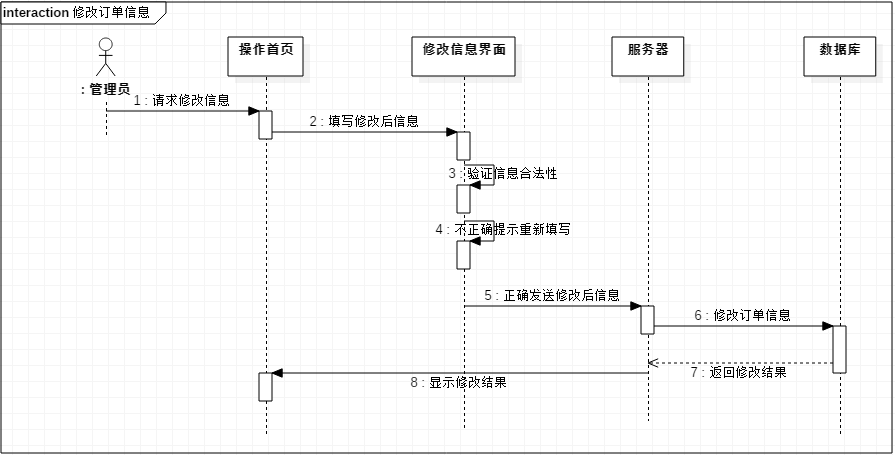 interaction 修改订单信息
操作首页
修改信息界面
服务器
数据库
: 管理员
1 : 请求修改信息
2 : 填写修改后信息
3 : 验证信息合法性
4 : 不正确提示重新填写
5 : 正确发送修改后信息
6 : 修改订单信息
7 : 返回修改结果
8 : 显示修改结果